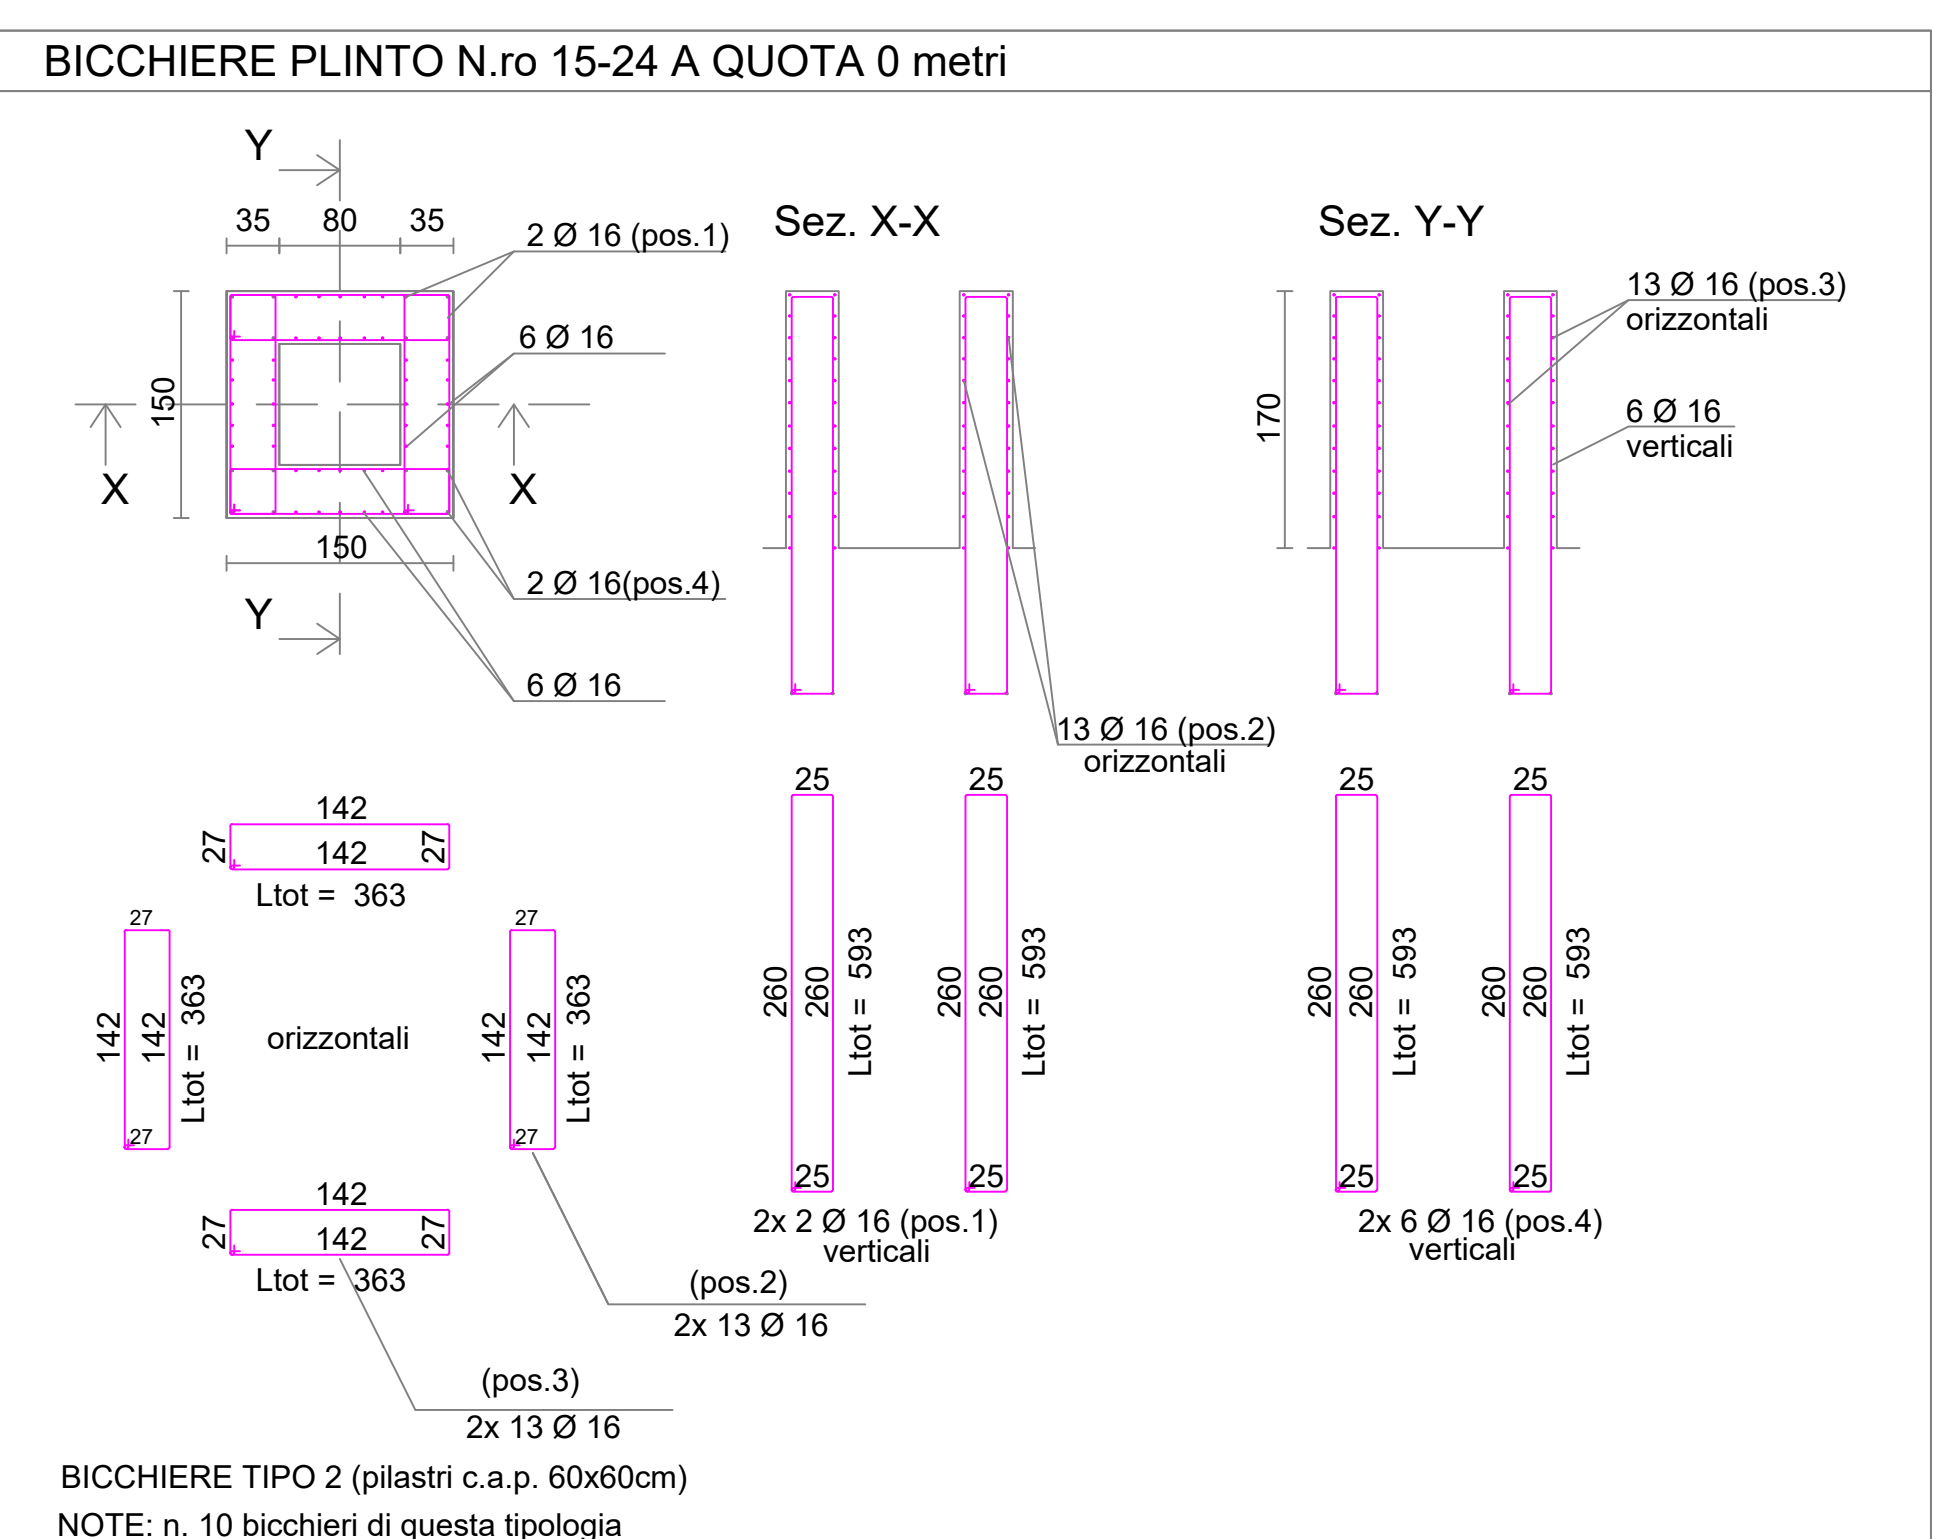 BICCHIERE PLINTO N.ro 15-24 A QUOTA 0 metri
Y
35 80 35
2 Ø 16 (pos.1)
6 Ø 16
150
X X
150
2 Ø 16(pos.4)
Y
6 Ø 16
Sez. X-X
13 Ø 16 (pos.2)
orizzontali
Sez. Y-Y
170
13 Ø 16 (pos.3)
orizzontali
6 Ø 16
verticali
142
27 142 27
Ltot = 363
27
142 142 Ltot = 363
27
orizzontali
27
142 142 Ltot = 363
27
142
27 142 27
Ltot = 363
(pos.2)
2x 13 Ø 16
(pos.3)
2x 13 Ø 16
25 25
260 260 Ltot = 593 260 260 Ltot = 593
25 25
2x 2 Ø 16 (pos.1)
verticali
25 25
260 260 Ltot = 593 260 260 Ltot = 593
25 25
2x 6 Ø 16 (pos.4)
verticali
BICCHIERE TIPO 2 (pilastri c.a.p. 60x60cm)
NOTE: n. 10 bicchieri di questa tipologia